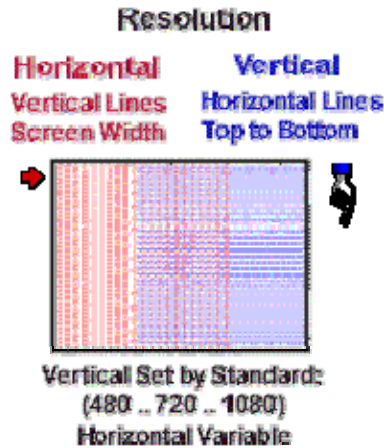 Resolution
Horizontal
Vertical Lines
Screen Width
Vertical
Horizontal Lines
Top to Bottom
Vertical Set by Standard:
(480 .. 720 .. 1080)
Horizontal Variable